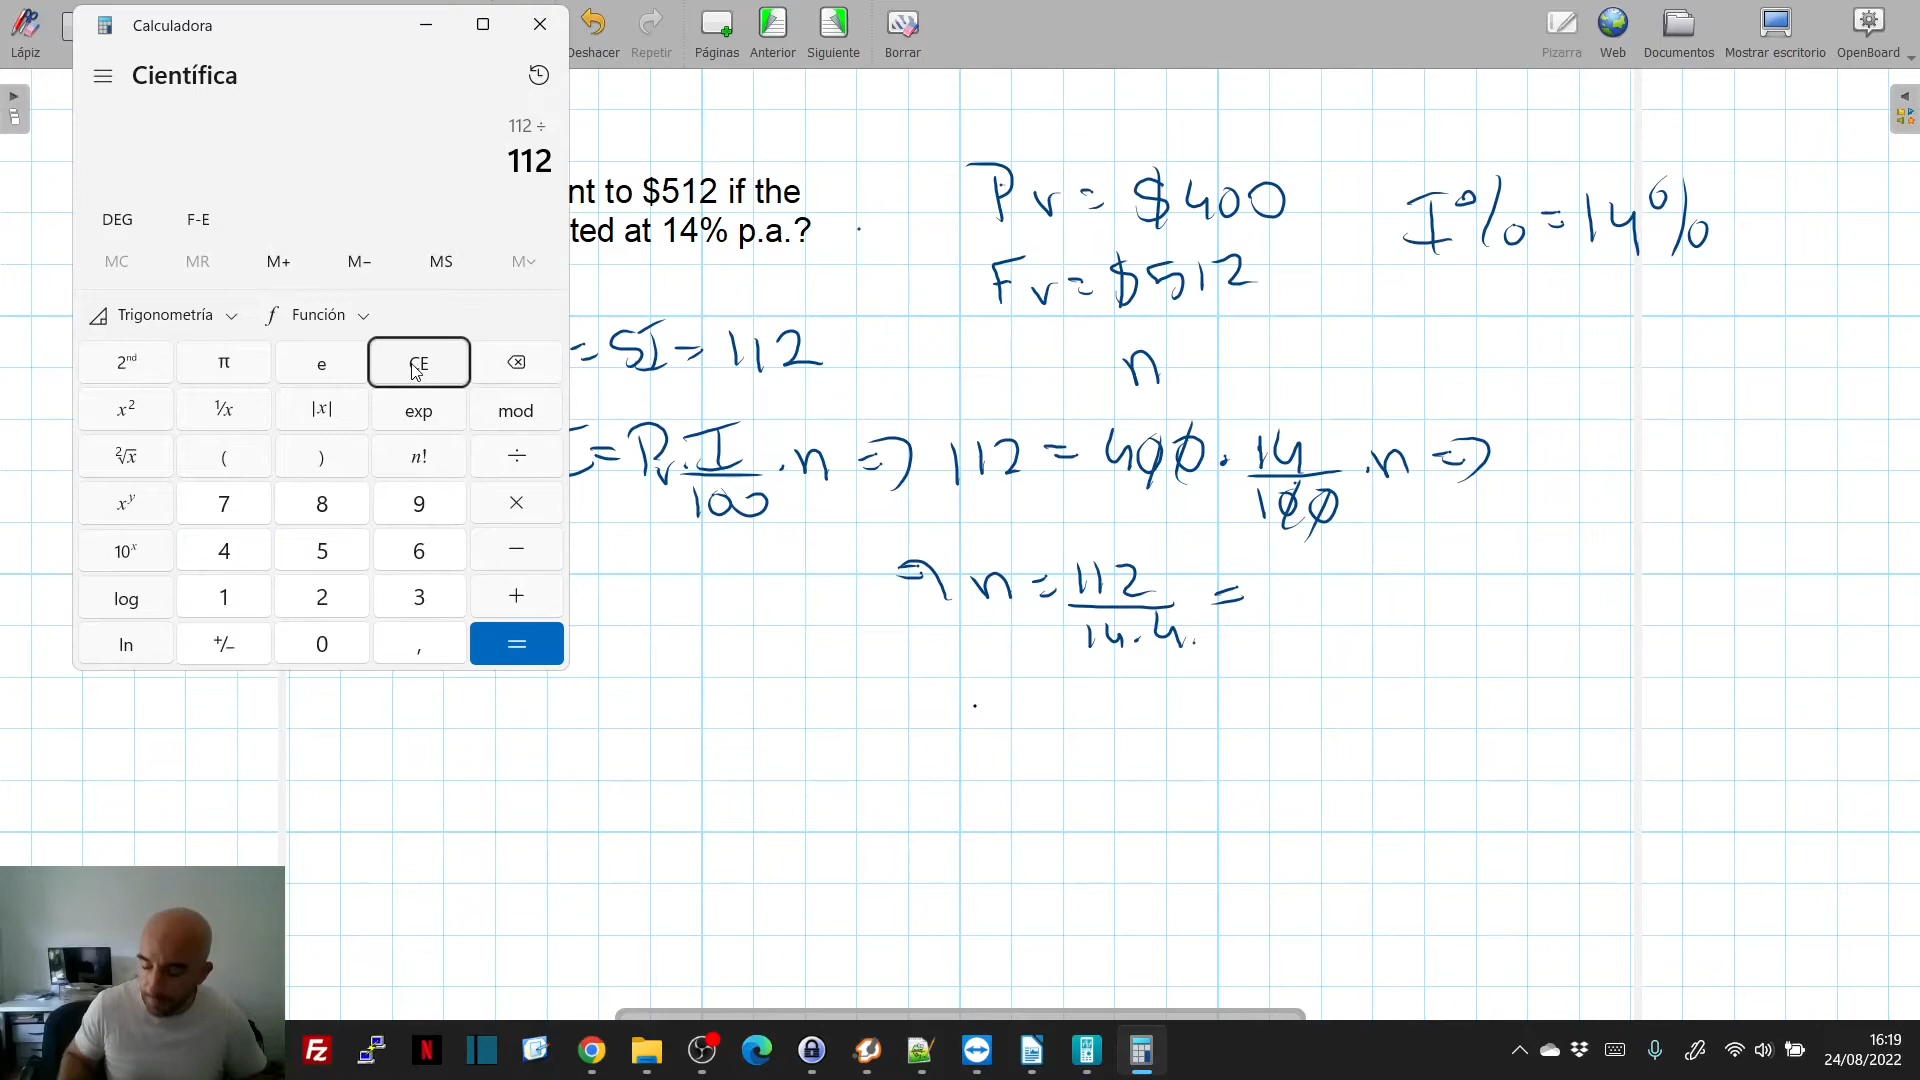 Calculadora
Científica
112 ÷
112
DEG F-E
MC MR M+ M− MS M
Trigonometría f Función
2nd π e CE
x² ¹/x |x| exp mod
²√x ( ) n! ÷
xʸ 7 8 9 ×
10ˣ 4 5 6 −
log 1 2 3 +
ln +/− 0 , =
Lápiz
Deshacer Repetir Páginas Anterior Siguiente Borrar
Pizarra Web Documentos Mostrar escritorio OpenBoard
nt to $512 if the
ted at 14% p.a.?
Pv = $400
I% = 14%
Fv = $512
= SI = 112
n
I = Pv · I/100 · n => 112 = 400 · 14/100 · n =>
=> n = 112/14·4 =
16:19
24/08/2022